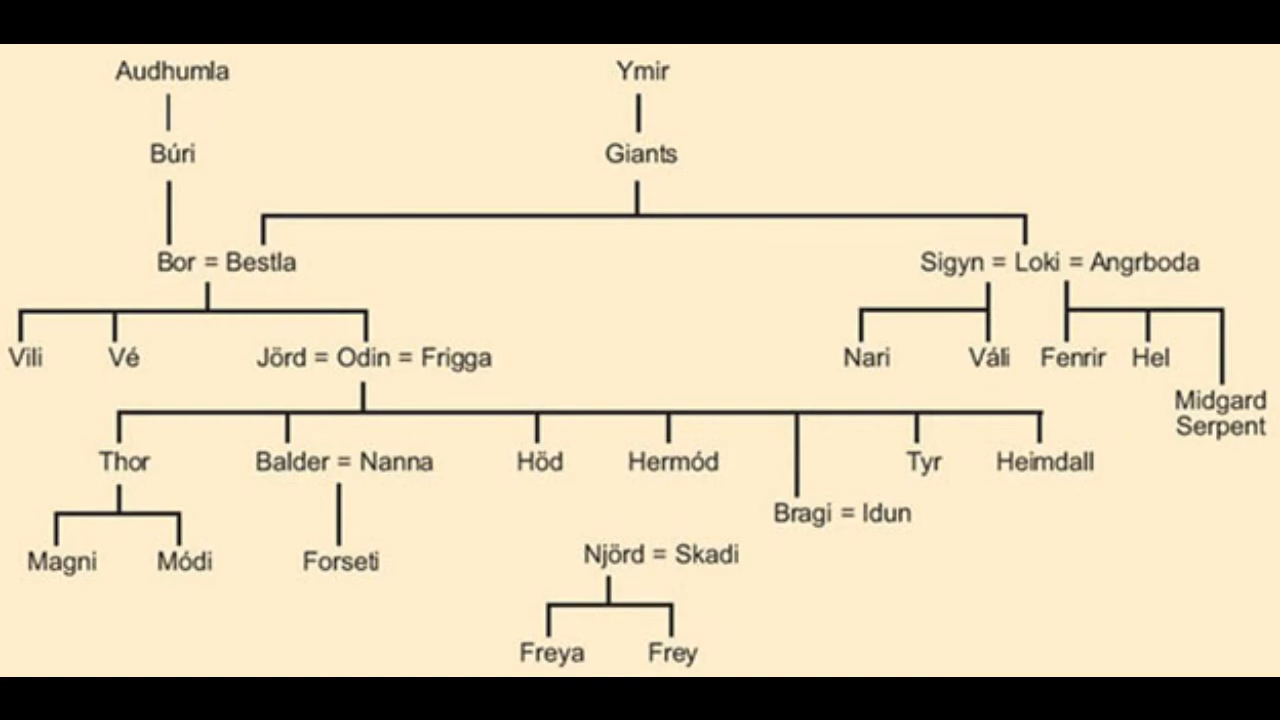 Audhumla
Ymir
Búri
Giants
Bor = Bestla
Sigyn = Loki = Angrboda
Vili
Vé
Jörd = Odin = Frigga
Nari
Váli
Fenrir
Hel
Midgard
Serpent
Thor
Balder = Nanna
Höd
Hermód
Tyr
Heimdall
Bragi = Idun
Magni
Módi
Forseti
Njörd = Skadi
Freya
Frey